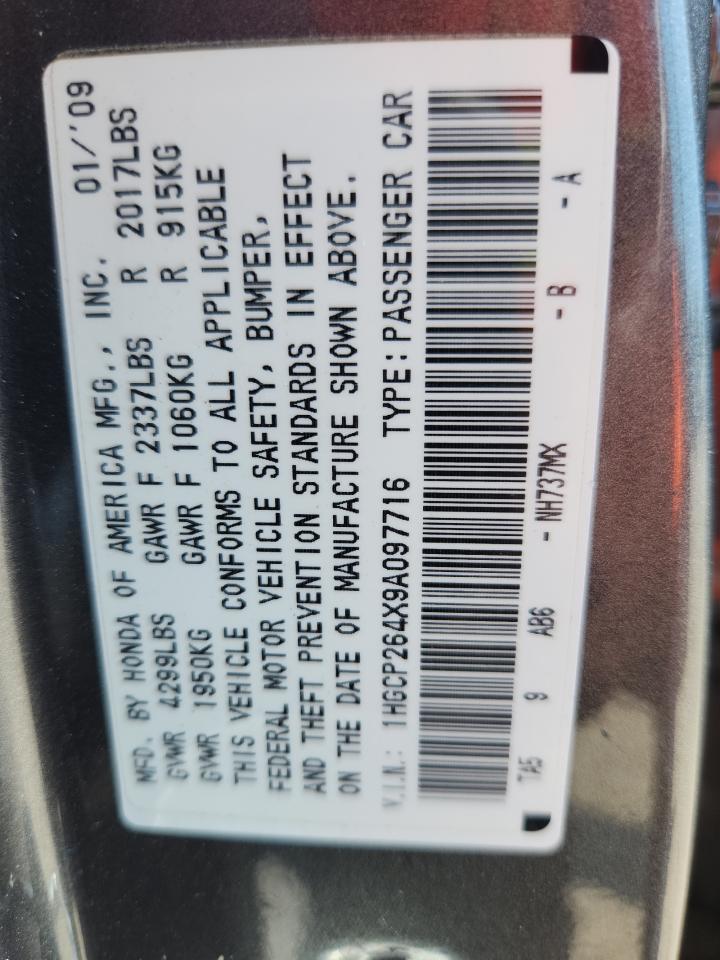 MFD. BY HONDA OF AMERICA MFG., INC. 01/'09
GVWR 4299LBS GAWR F 2337LBS R 2017LBS
GVWR 1950KG GAWR F 1060KG R 915KG
THIS VEHICLE CONFORMS TO ALL APPLICABLE
FEDERAL MOTOR VEHICLE SAFETY, BUMPER,
AND THEFT PREVENTION STANDARDS IN EFFECT
ON THE DATE OF MANUFACTURE SHOWN ABOVE.
V.I.N.: 1HGCP264X9A097716 TYPE:PASSENGER CAR
TA5 9 AB6 - NH737MX - B - A